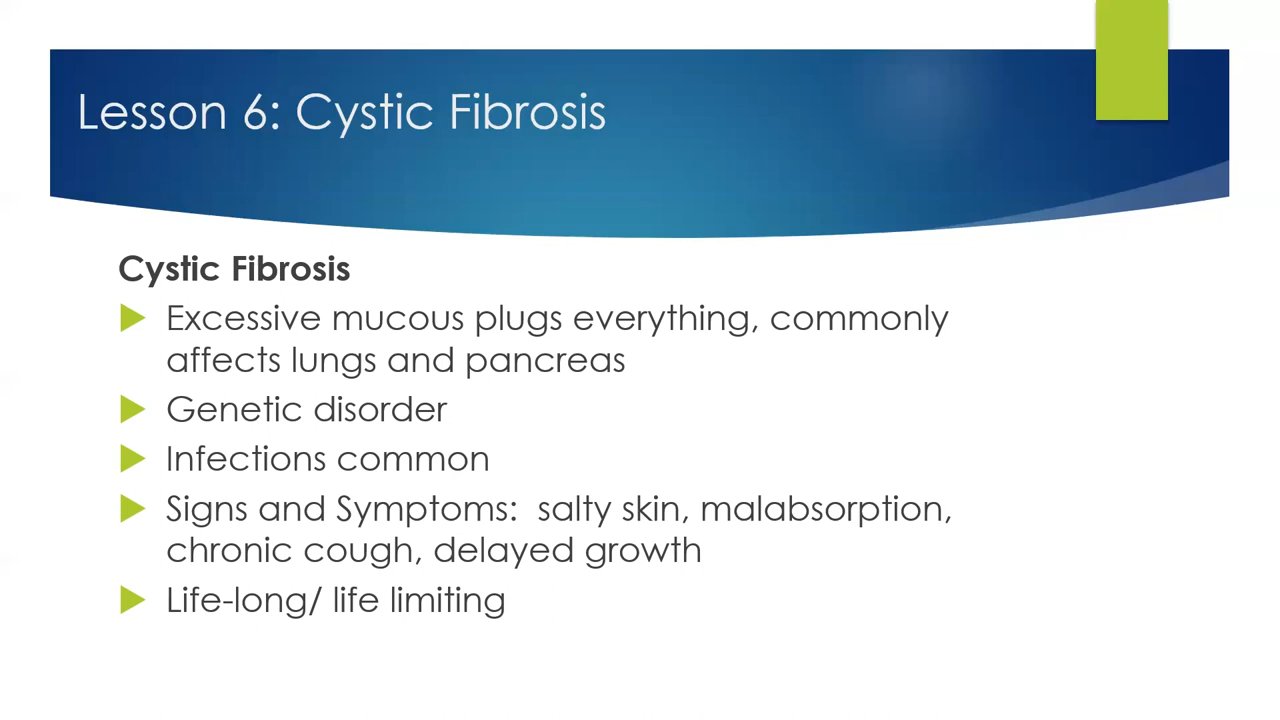 Lesson 6: Cystic Fibrosis
Cystic Fibrosis
Excessive mucous plugs everything, commonly
affects lungs and pancreas
Genetic disorder
Infections common
Signs and Symptoms:  salty skin, malabsorption,
chronic cough, delayed growth
Life-long/ life limiting